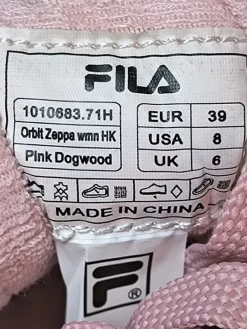 FILA
1010683.71H
Orbit Zeppa wmn HK
Pink Dogwood
EUR 39
USA 8
UK 6
MADE IN CHINA
F ®